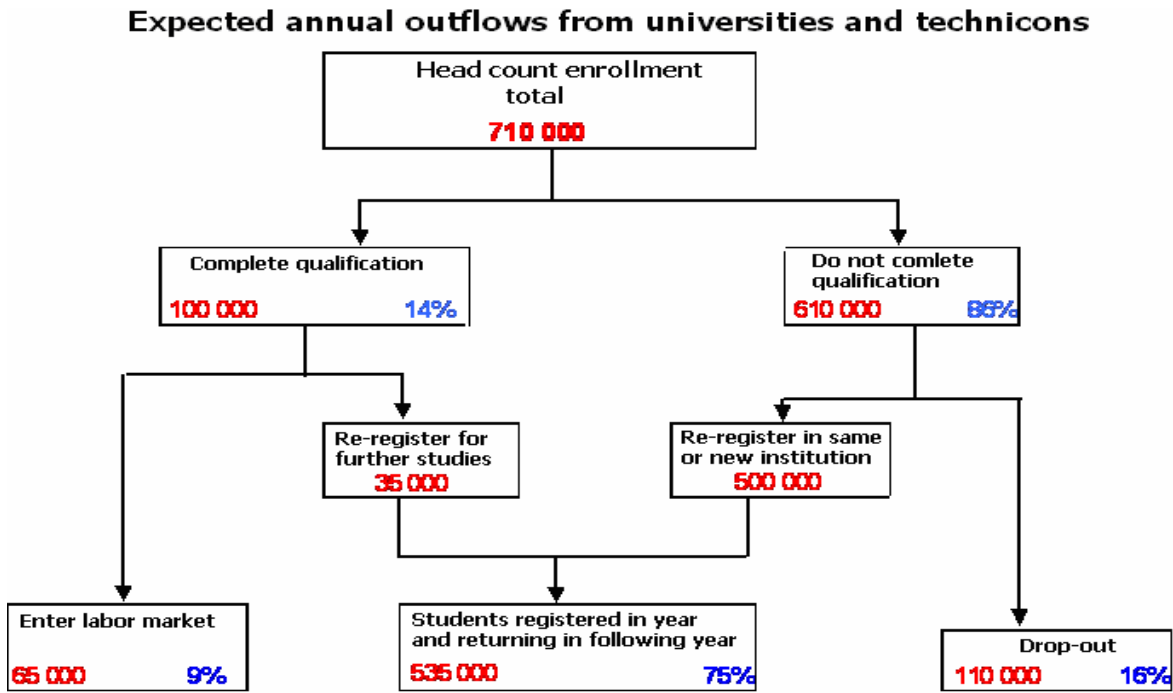 Expected annual outflows from universities and technicons
Head count enrollment
total
710 000
Complete qualification
100 000 14%
Do not comlete
qualification
610 000 86%
Re-register for
further studies
35 000
Re-register in same
or new institution
500 000
Enter labor market
65 000 9%
Students registered in year
and returning in following year
535 000 75%
Drop-out
110 000 16%